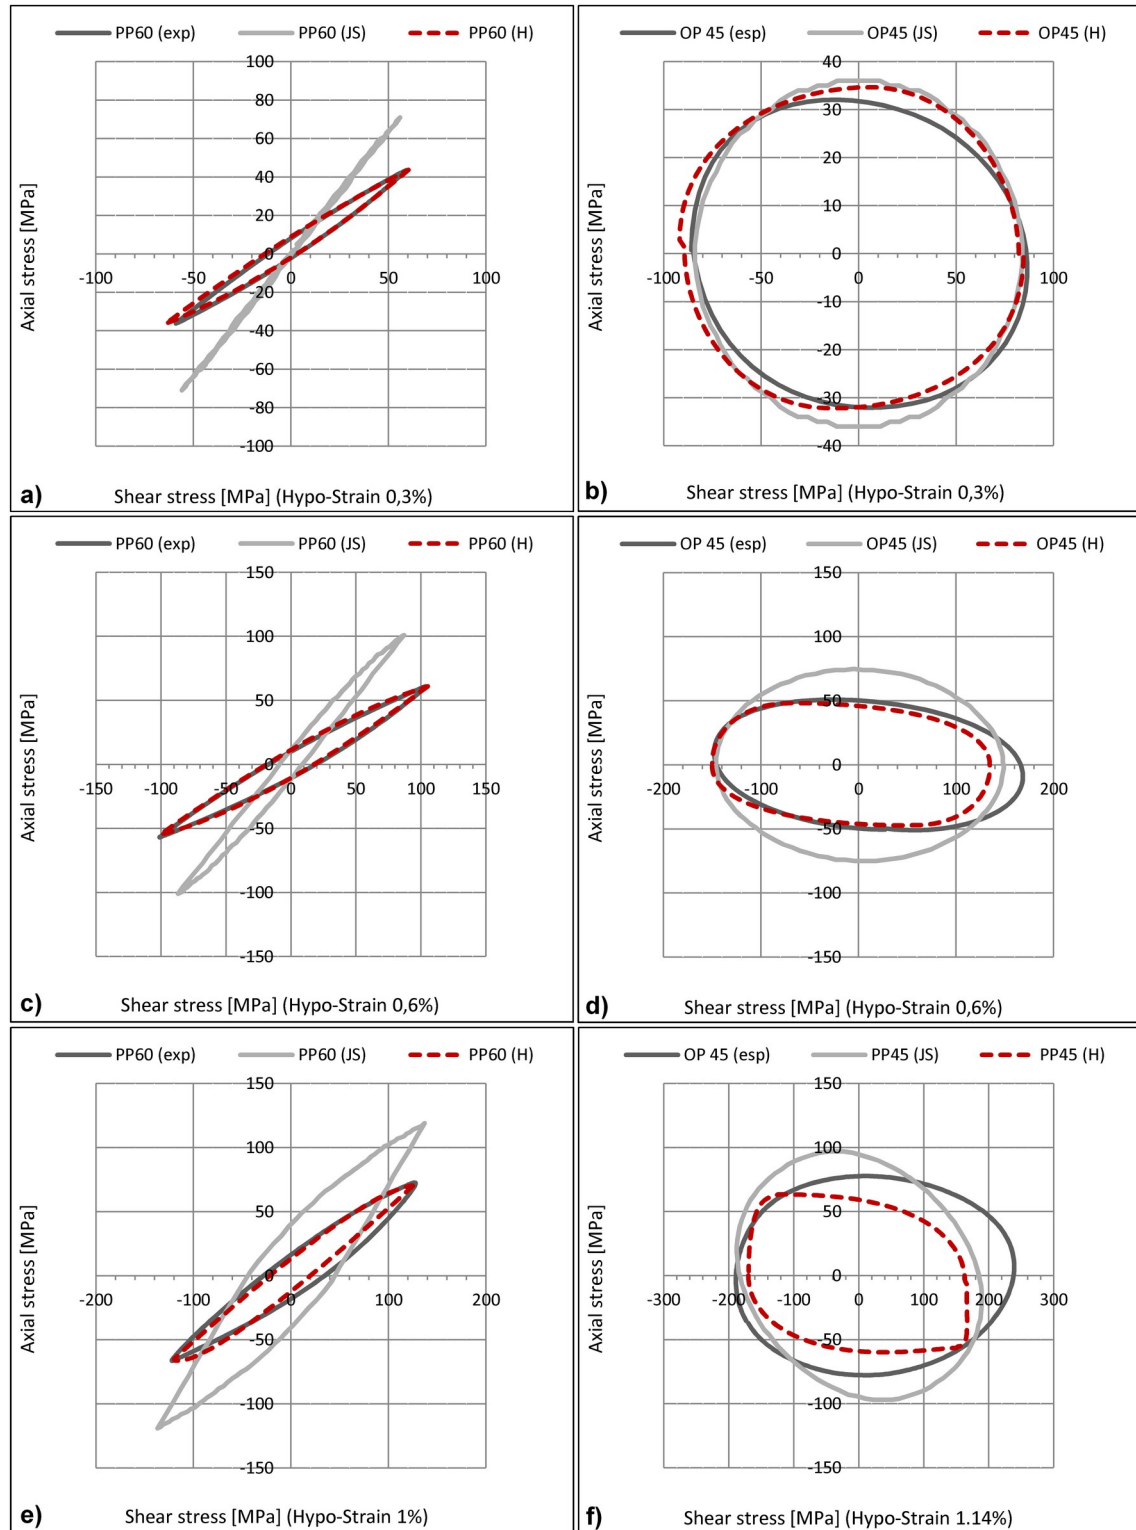 PP60 (exp) PP60 (JS) PP60 (H)
100
80
60
40
20
0
-100 -50 0 50 100
-20
-40
-60
-80
-100
Axial stress [MPa]
a) Shear stress [MPa] (Hypo-Strain 0,3%)
OP 45 (esp) OP45 (JS) OP45 (H)
40
30
20
10
0
-100 -50 0 50 100
-10
-20
-30
-40
Axial stress [MPa]
b) Shear stress [MPa] (Hypo-Strain 0,3%)
PP60 (exp) PP60 (JS) PP60 (H)
150
100
50
0
-150 -100 -50 0 50 100 150
-50
-100
-150
Axial stress [MPa]
c) Shear stress [MPa] (Hypo-Strain 0,6%)
OP 45 (esp) OP45 (JS) OP45 (H)
150
100
50
0
-200 -100 0 100 200
-50
-100
-150
Axial stress [MPa]
d) Shear stress [MPa] (Hypo-Strain 0,6%)
PP60 (exp) PP60 (JS) PP60 (H)
150
100
50
0
-200 -100 0 100 200
-50
-100
-150
Axial stress [MPa]
e) Shear stress [MPa] (Hypo-Strain 1%)
OP 45 (esp) PP45 (JS) PP45 (H)
150
100
50
0
-300 -200 -100 0 100 200 300
-50
-100
-150
Axial stress [MPa]
f) Shear stress [MPa] (Hypo-Strain 1.14%)